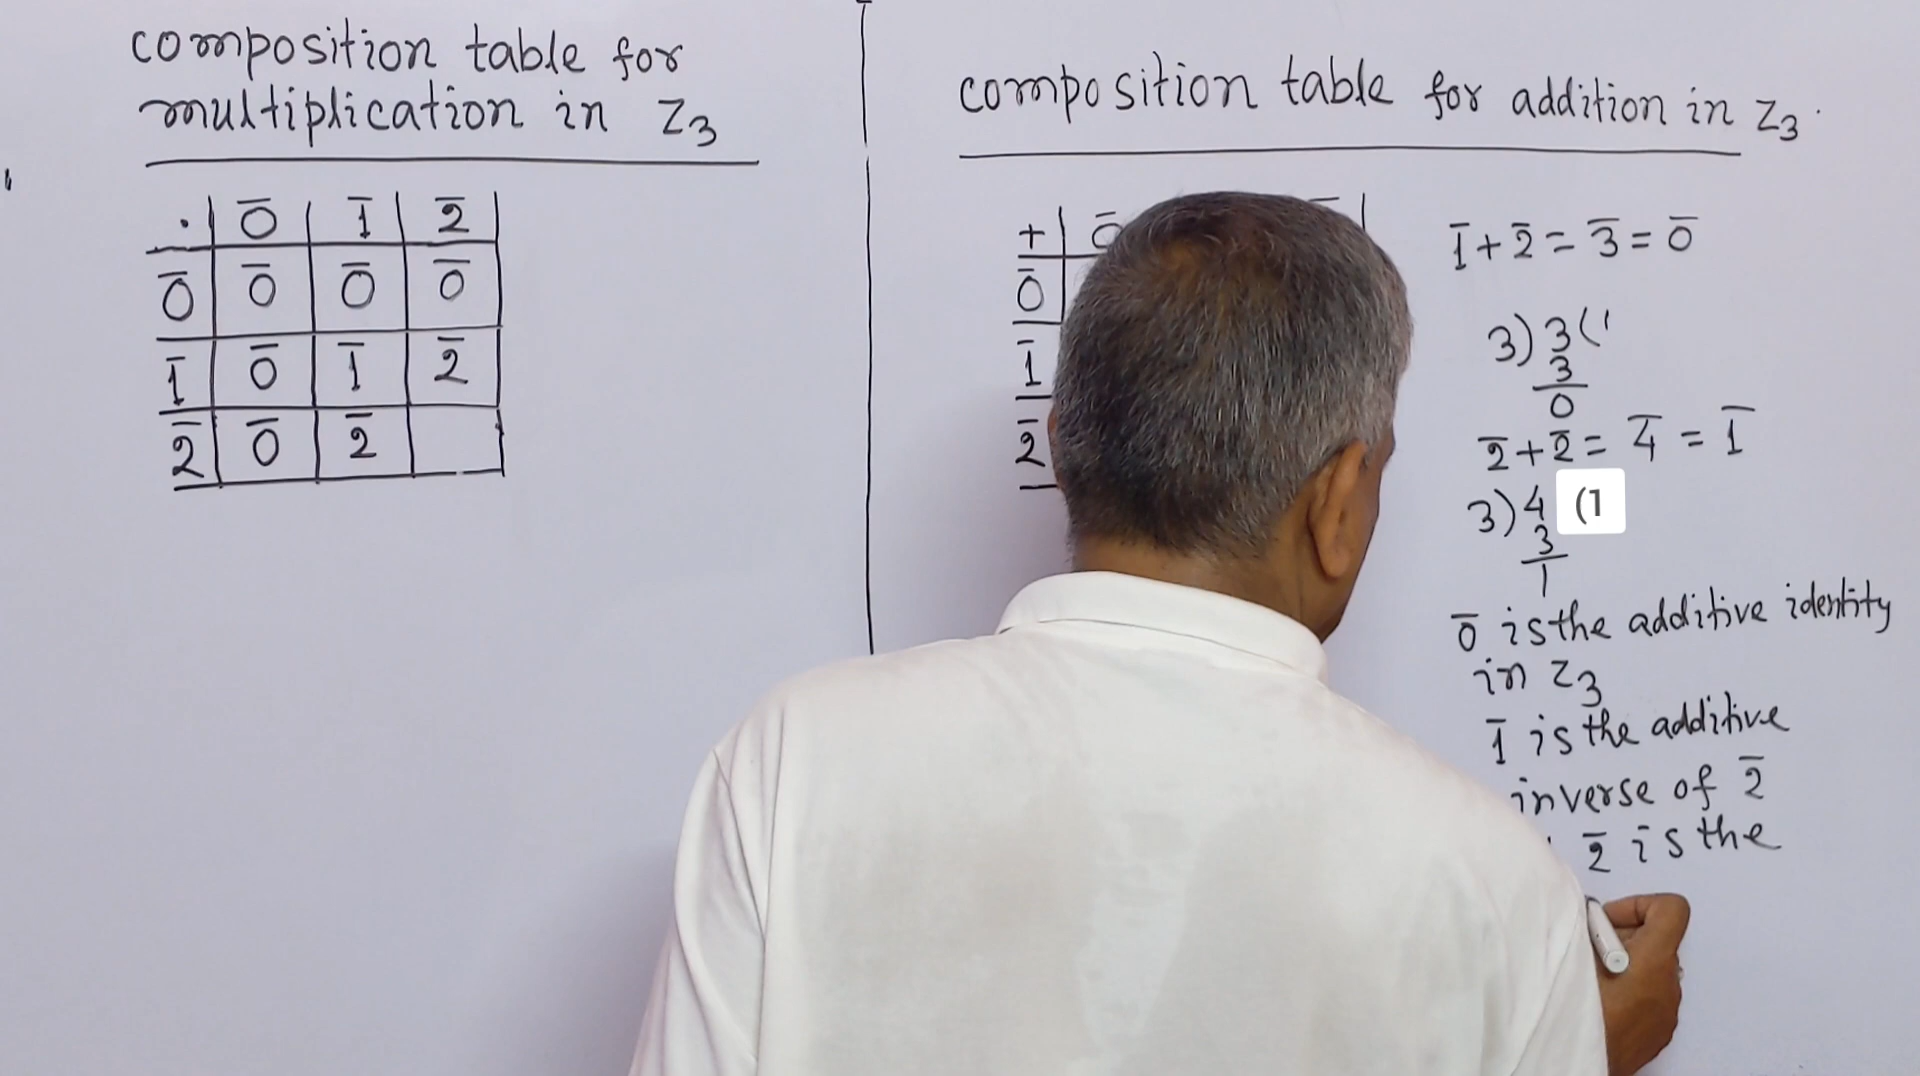 composition table for
multiplication in Z₃
· 0̅ 1̅ 2̅
0̅ 0̅ 0̅ 0̅
1̅ 0̅ 1̅ 2̅
2̅ 0̅ 2̅
composition table for addition in Z₃.
+ 0̅
0̅
1̅
2̅
1̅+2̅=3̅=0̅
3)3(1
3
0
2̅+2̅=4̅=1̅
3)4(1
3
1
0̅ is the additive identity
in Z₃
1̅ is the additive
inverse of 2̅
2̅ is the